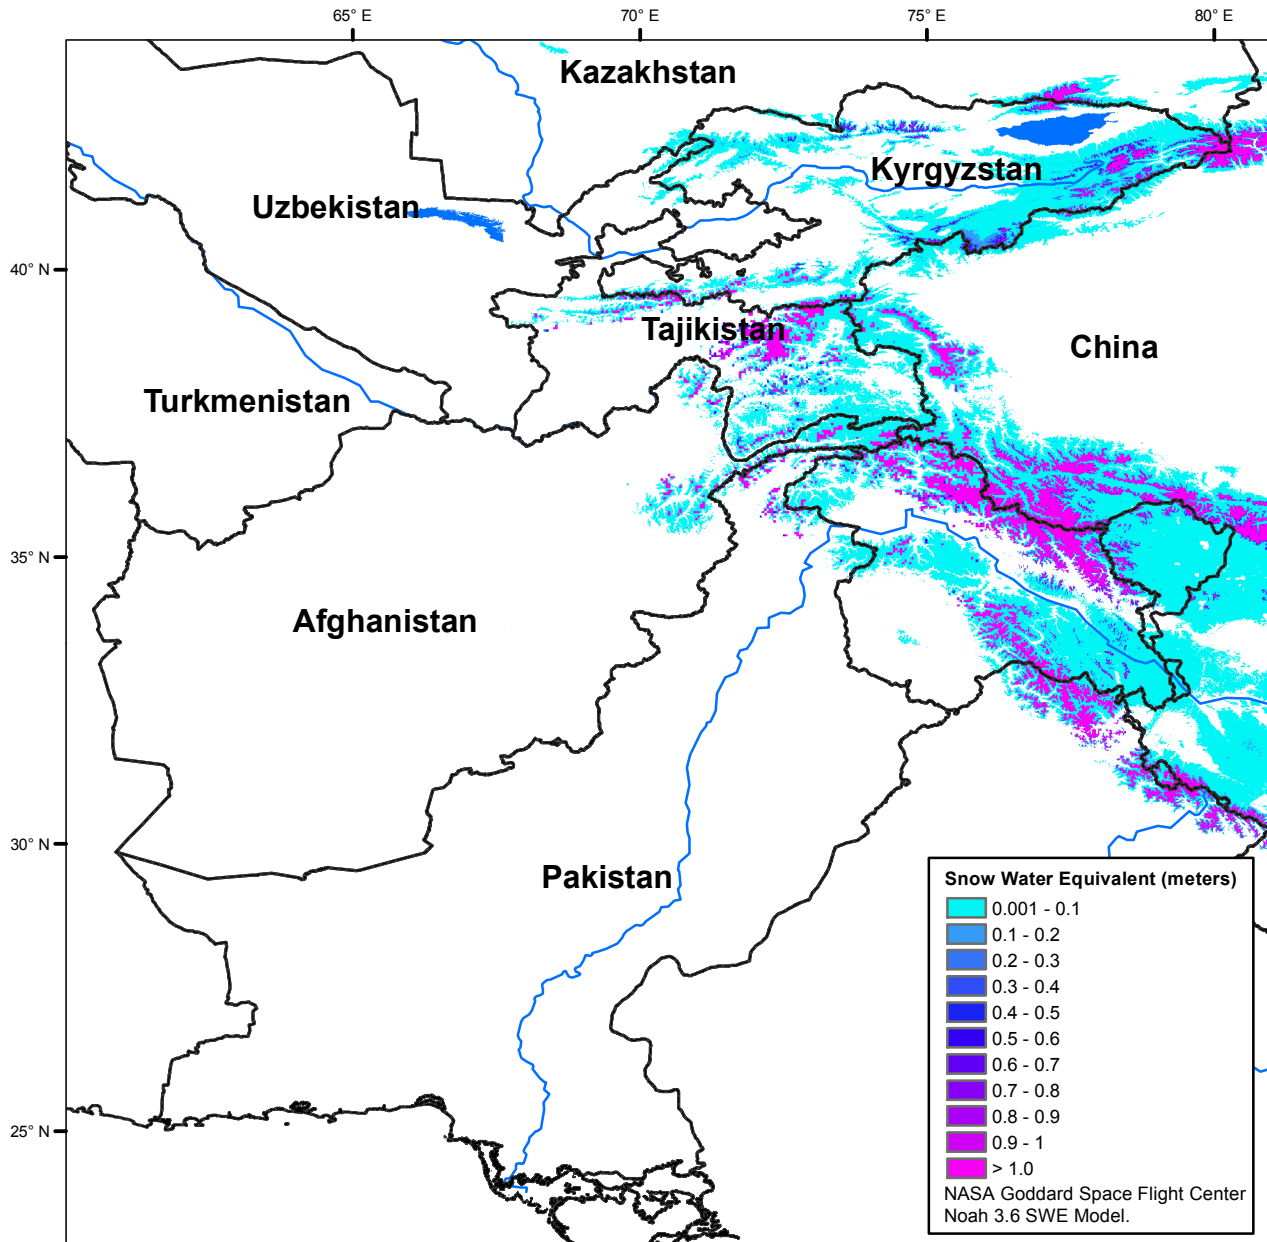 65° E 70° E 75° E 80° E
Kazakhstan
Kyrgyzstan
Uzbekistan
40° N
Tajikistan
China
Turkmenistan
35° N
Afghanistan
30° N
Pakistan
25° N
Snow Water Equivalent (meters)
0.001 - 0.1
0.1 - 0.2
0.2 - 0.3
0.3 - 0.4
0.4 - 0.5
0.5 - 0.6
0.6 - 0.7
0.7 - 0.8
0.8 - 0.9
0.9 - 1
> 1.0
NASA Goddard Space Flight Center
Noah 3.6 SWE Model.